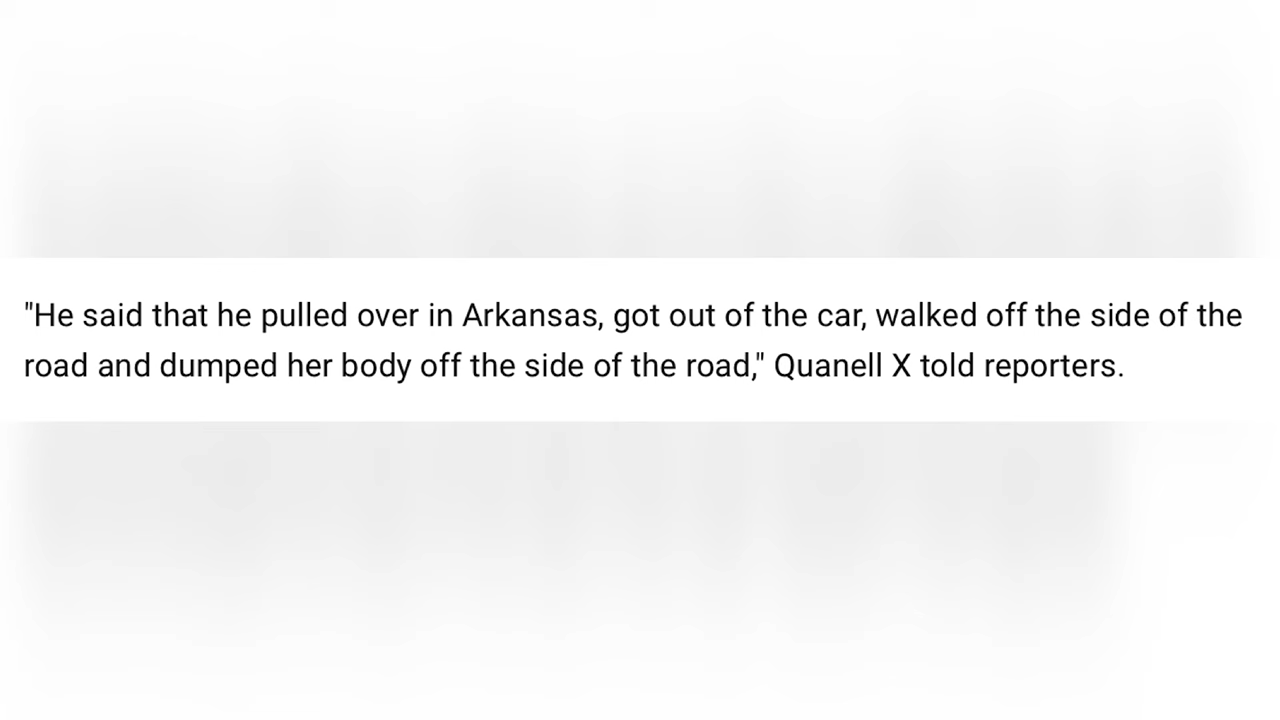 "He said that he pulled over in Arkansas, got out of the car, walked off the side of the
road and dumped her body off the side of the road," Quanell X told reporters.